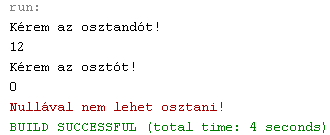 run:
Kérem az osztandót!
12
Kérem az osztót!
0
Nullával nem lehet osztani!
BUILD SUCCESSFUL (total time: 4 seconds)